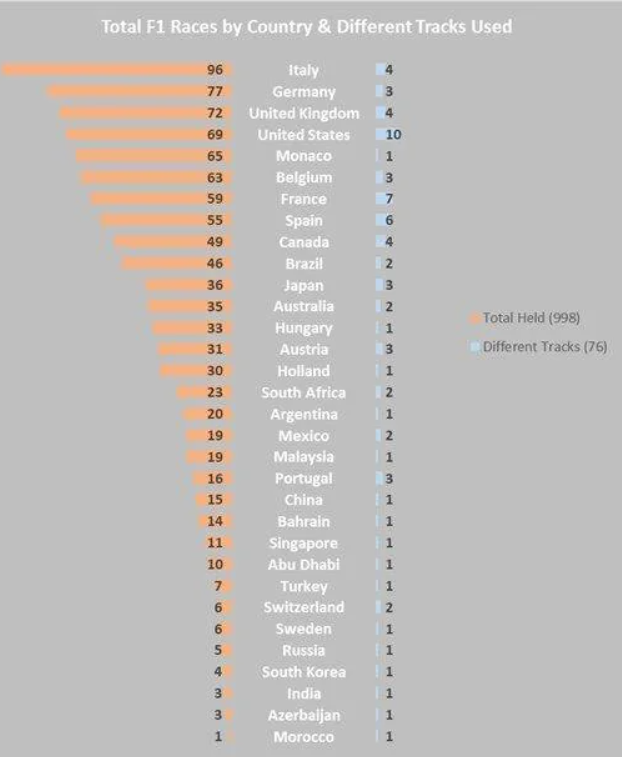 Total F1 Races by Country & Different Tracks Used
96 Italy 4
77 Germany 3
72 United Kingdom 4
69 United States 10
65 Monaco 1
63 Belgium 3
59 France 7
55 Spain 6
49 Canada 4
46 Brazil 2
36 Japan 3
35 Australia 2
33 Hungary 1
31 Austria 3
30 Holland 1
23 South Africa 2
20 Argentina 1
19 Mexico 2
19 Malaysia 1
16 Portugal 3
15 China 1
14 Bahrain 1
11 Singapore 1
10 Abu Dhabi 1
7 Turkey 1
6 Switzerland 2
6 Sweden 1
5 Russia 1
4 South Korea 1
3 India 1
3 Azerbaijan 1
1 Morocco 1
Total Held (998)
Different Tracks (76)